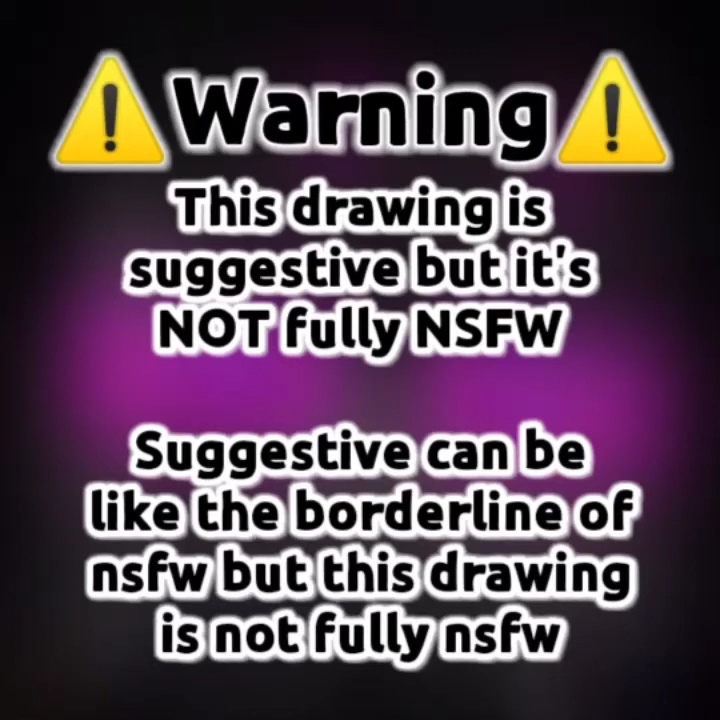 ⚠️Warning⚠️
This drawing is
suggestive but it's
NOT fully NSFW
Suggestive can be
like the borderline of
nsfw but this drawing
is not fully nsfw